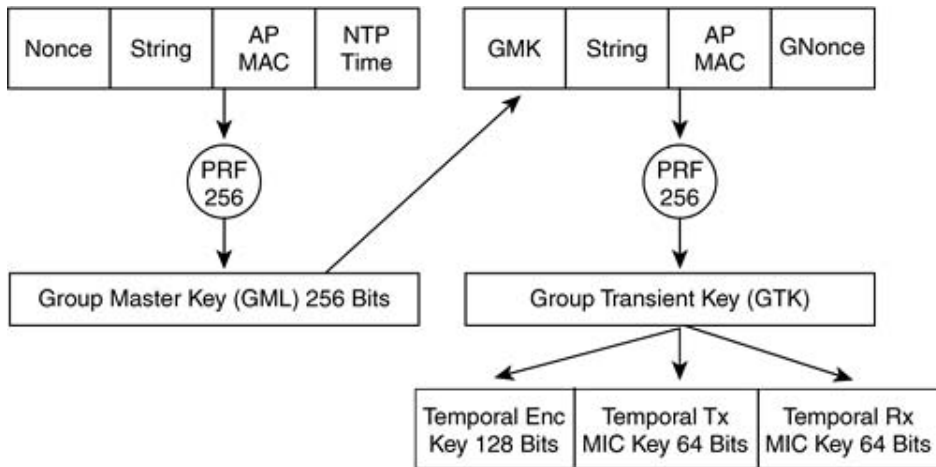 Nonce
String
AP
MAC
NTP
Time
GMK
String
AP
MAC
GNonce
PRF
256
PRF
256
Group Master Key (GML) 256 Bits
Group Transient Key (GTK)
Temporal Enc
Key 128 Bits
Temporal Tx
MIC Key 64 Bits
Temporal Rx
MIC Key 64 Bits